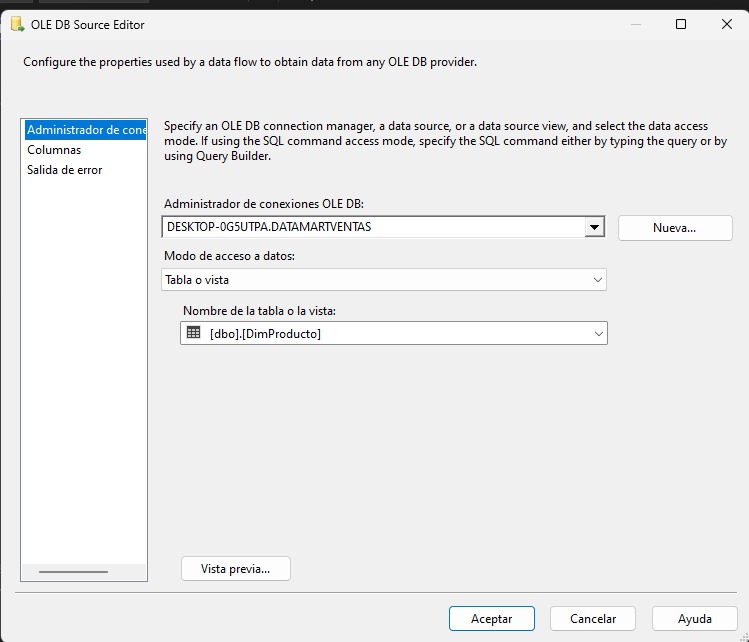 OLE DB Source Editor
Configure the properties used by a data flow to obtain data from any OLE DB provider.
Administrador de cone
Columnas
Salida de error
Specify an OLE DB connection manager, a data source, or a data source view, and select the data access
mode. If using the SQL command access mode, specify the SQL command either by typing the query or by
using Query Builder.
Administrador de conexiones OLE DB:
DESKTOP-0G5UTPA.DATAMARTVENTAS
Nueva...
Modo de acceso a datos:
Tabla o vista
Nombre de la tabla o la vista:
[dbo].[DimProducto]
Vista previa...
Aceptar
Cancelar
Ayuda